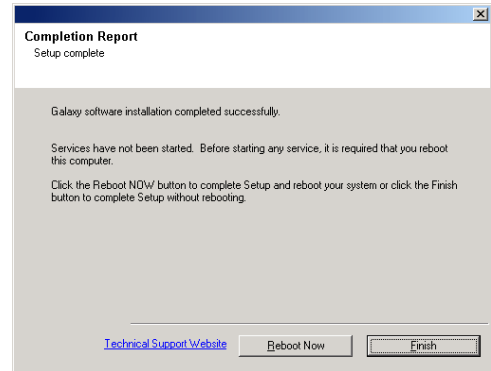 Completion Report
Setup complete
Galaxy software installation completed successfully.
Services have not been started. Before starting any service, it is required that you reboot
this computer.
Click the Reboot NOW button to complete Setup and reboot your system or click the Finish
button to complete Setup without rebooting.
Technical Support Website Reboot Now Finish